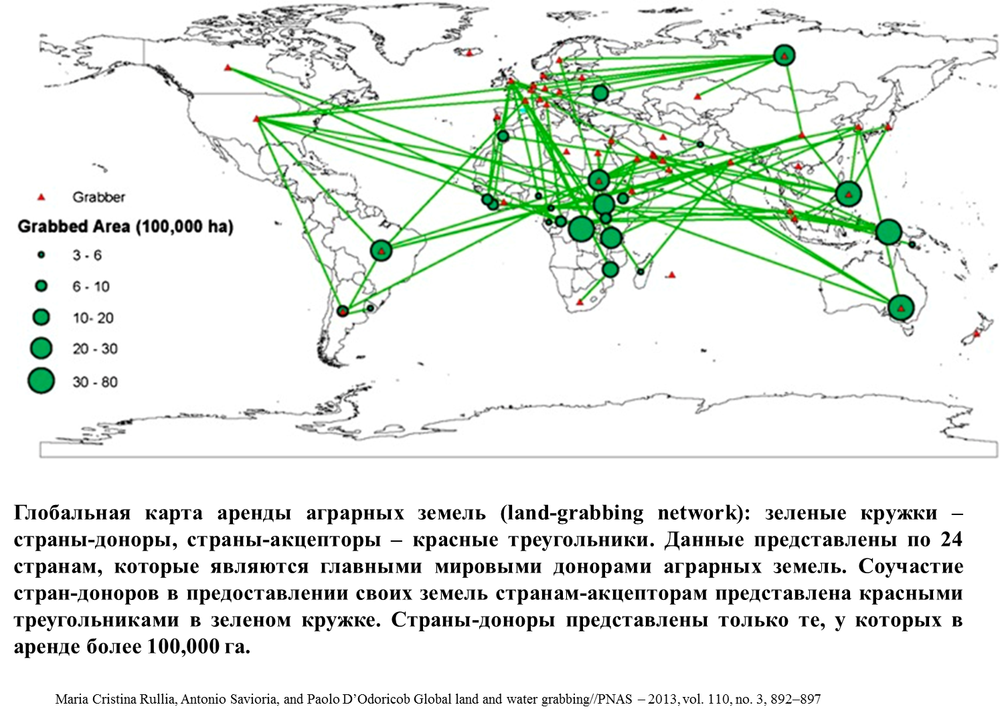 Grabber
Grabbed Area (100,000 ha)
3 - 6
6 - 10
10- 20
20 - 30
30 - 80
Глобальная карта аренды аграрных земель (land-grabbing network): зеленые кружки –
страны-доноры, страны-акцепторы – красные треугольники. Данные представлены по 24
странам, которые являются главными мировыми донорами аграрных земель. Соучастие
стран-доноров в предоставлении своих земель странам-акцепторам представлена красными
треугольниками в зеленом кружке. Страны-доноры представлены только те, у которых в
аренде более 100,000 га.
Maria Cristina Rullia, Antonio Savioria, and Paolo D’Odoricob Global land and water grabbing//PNAS – 2013, vol. 110, no. 3, 892–897